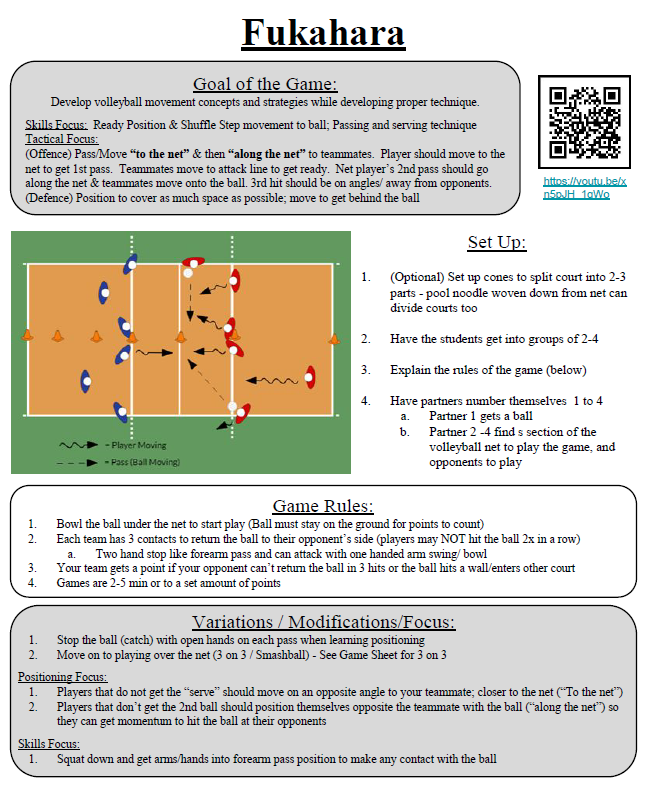 Fukahara
Goal of the Game:
Develop volleyball movement concepts and strategies while developing proper technique.
Skills Focus:  Ready Position & Shuffle Step movement to ball; Passing and serving technique
Tactical Focus:
(Offence) Pass/Move “to the net” & then “along the net” to teammates.  Player should move to the
net to get 1st pass.  Teammates move to attack line to get ready.  Net player’s 2nd pass should go
along the net & teammates move onto the ball. 3rd hit should be on angles/ away from opponents.
(Defence) Position to cover as much space as possible; move to get behind the ball
https://youtu.be/x
n5pJH_1qWo
= Player Moving
= Pass (Ball Moving)
Set Up:
1. (Optional) Set up cones to split court into 2-3
parts - pool noodle woven down from net can
divide courts too
2. Have the students get into groups of 2-4
3. Explain the rules of the game (below)
4. Have partners number themselves  1 to 4
a. Partner 1 gets a ball
b. Partner 2 -4 find s section of the
volleyball net to play the game, and
opponents to play
Game Rules:
1. Bowl the ball under the net to start play (Ball must stay on the ground for points to count)
2. Each team has 3 contacts to return the ball to their opponent’s side (players may NOT hit the ball 2x in a row)
a. Two hand stop like forearm pass and can attack with one handed arm swing/ bowl
3. Your team gets a point if your opponent can’t return the ball in 3 hits or the ball hits a wall/enters other court
4. Games are 2-5 min or to a set amount of points
Variations / Modifications/Focus:
1. Stop the ball (catch) with open hands on each pass when learning positioning
2. Move on to playing over the net (3 on 3 / Smashball) - See Game Sheet for 3 on 3
Positioning Focus:
1. Players that do not get the “serve” should move on an opposite angle to your teammate; closer to the net (“To the net”)
2. Players that don’t get the 2nd ball should position themselves opposite the teammate with the ball (“along the net”) so
they can get momentum to hit the ball at their opponents
Skills Focus:
1. Squat down and get arms/hands into forearm pass position to make any contact with the ball